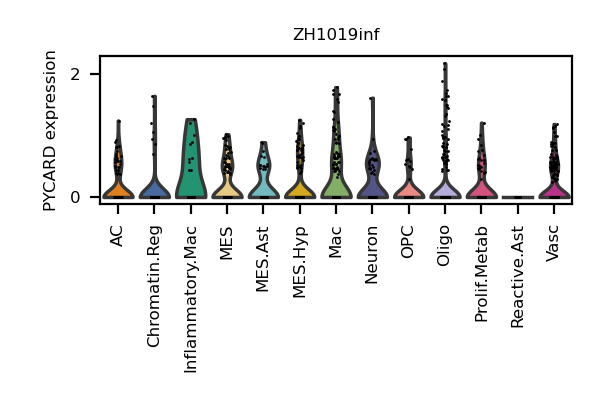 ZH1019inf
PYCARD expression
2
0
AC
Chromatin.Reg
Inflammatory.Mac
MES
MES.Ast
MES.Hyp
Mac
Neuron
OPC
Oligo
Prolif.Metab
Reactive.Ast
Vasc